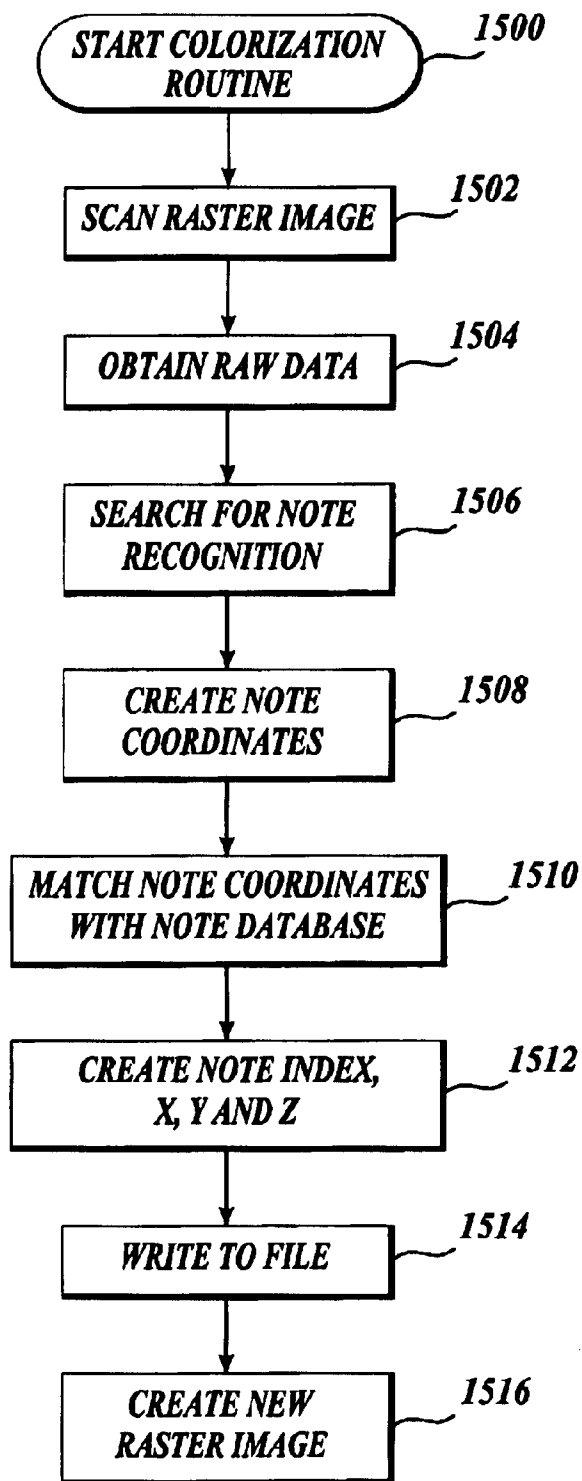 START COLORIZATION
ROUTINE
1500
SCAN RASTER IMAGE
1502
OBTAIN RAW DATA
1504
SEARCH FOR NOTE
RECOGNITION
1506
CREATE NOTE
COORDINATES
1508
MATCH NOTE COORDINATES
WITH NOTE DATABASE
1510
CREATE NOTE INDEX,
X, Y AND Z
1512
WRITE TO FILE
1514
CREATE NEW
RASTER IMAGE
1516